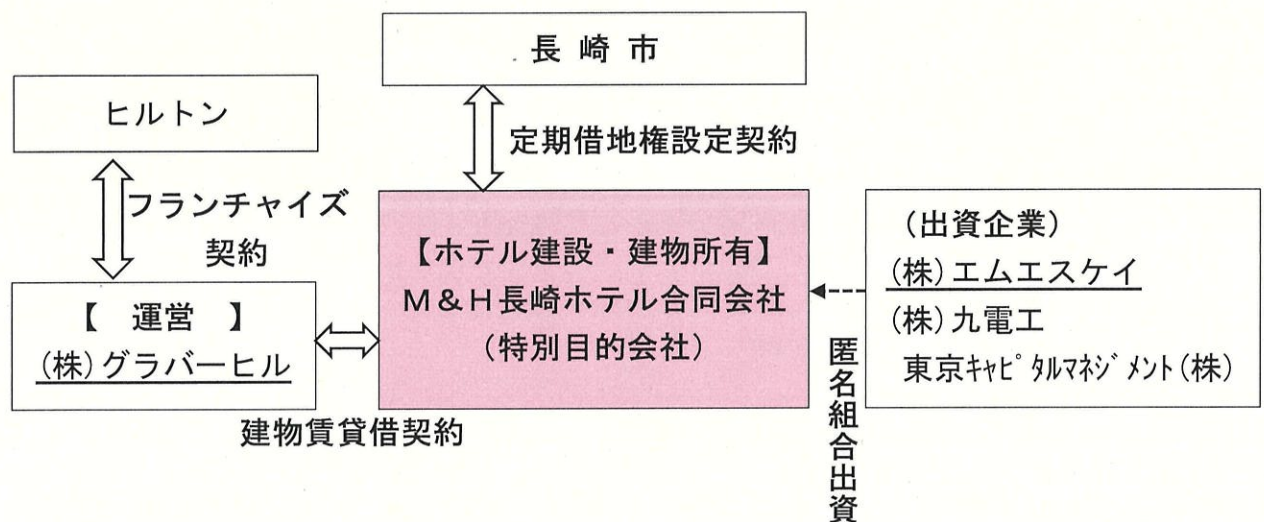 長崎市
ヒルトン
定期借地権設定契約
フランチャイズ
契約
【ホテル建設・建物所有】
M&H長崎ホテル合同会社
(特別目的会社)
(出資企業)
(株)エムエスケイ
(株)九電工
東京ｷｬﾋﾟﾀﾙﾏﾈｼﾞﾒﾝﾄ(株)
【 運営 】
(株)グラバーヒル
建物賃貸借契約
匿名組合出資